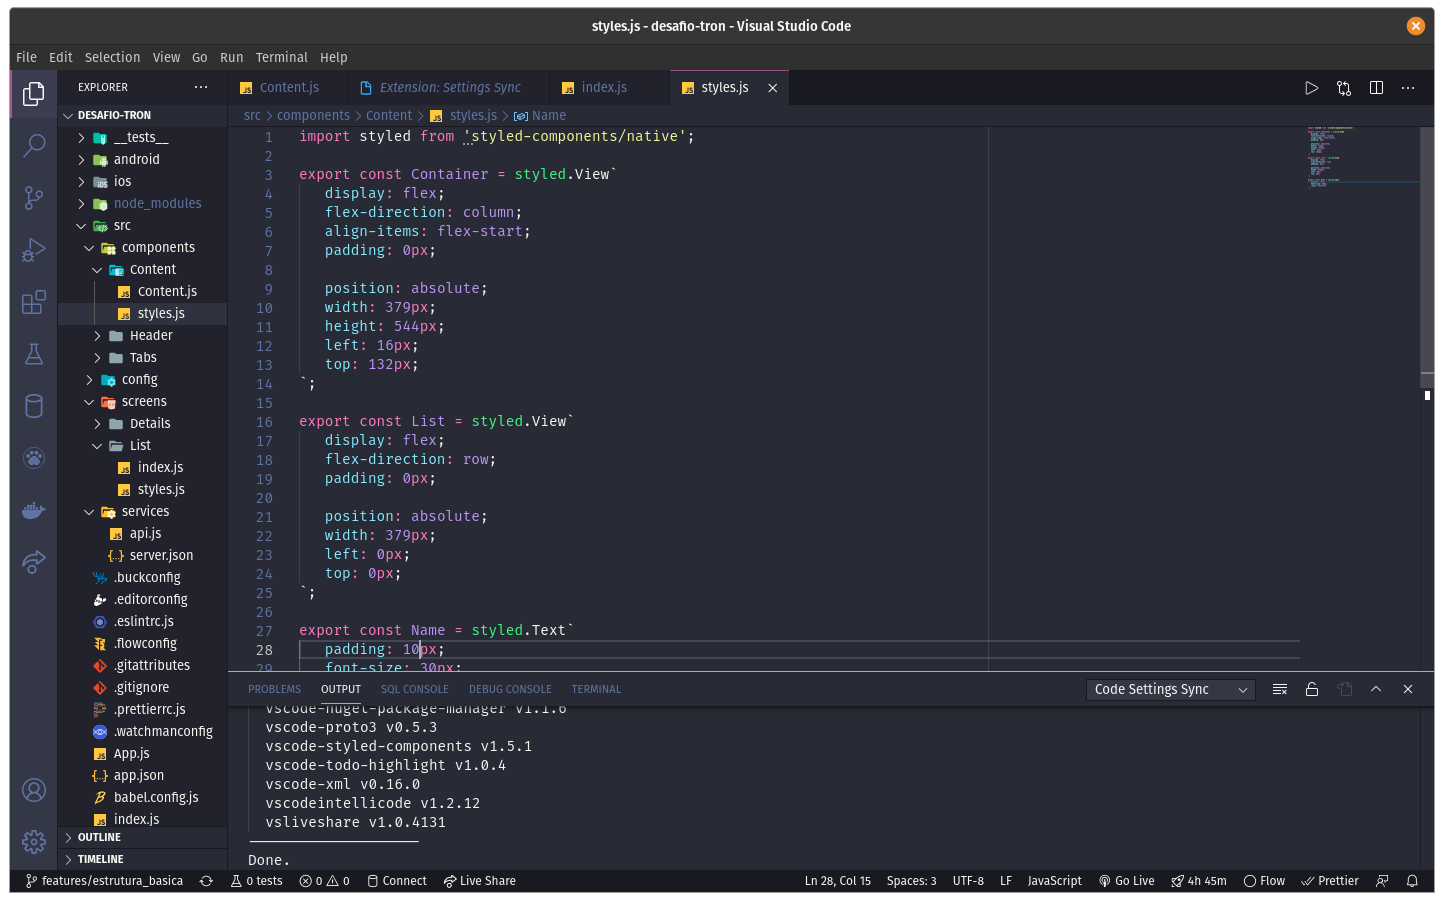 styles.js - desafio-tron - Visual Studio Code
File Edit Selection View Go Run Terminal Help
EXPLORER
DESAFIO-TRON
__tests__
android
ios
node_modules
src
components
Content
Content.js
styles.js
Header
Tabs
config
screens
Details
List
index.js
styles.js
services
api.js
server.json
.buckconfig
.editorconfig
.eslintrc.js
.flowconfig
.gitattributes
.gitignore
.prettierrc.js
.watchmanconfig
App.js
app.json
babel.config.js
index.js
OUTLINE
TIMELINE
Content.js Extension: Settings Sync index.js styles.js
src > components > Content > styles.js > Name
1 import styled from 'styled-components/native';
2
3 export const Container = styled.View`
4 display: flex;
5 flex-direction: column;
6 align-items: flex-start;
7 padding: 0px;
8
9 position: absolute;
10 width: 379px;
11 height: 544px;
12 left: 16px;
13 top: 132px;
14 `;
15
16 export const List = styled.View`
17 display: flex;
18 flex-direction: row;
19 padding: 0px;
20
21 position: absolute;
22 width: 379px;
23 left: 0px;
24 top: 0px;
25 `;
26
27 export const Name = styled.Text`
28 padding: 10px;
29 font-size: 30px;
PROBLEMS OUTPUT SQL CONSOLE DEBUG CONSOLE TERMINAL Code Settings Sync
vscode-nuget-package-manager v1.1.6
vscode-proto3 v0.5.3
vscode-styled-components v1.5.1
vscode-todo-highlight v1.0.4
vscode-xml v0.16.0
vscodeintellicode v1.2.12
vsliveshare v1.0.4131
--------------------
Done.
features/estrutura_basica 0 tests 0 0 Connect Live Share Ln 28, Col 15 Spaces: 3 UTF-8 LF JavaScript Go Live 4h 45m Flow Prettier